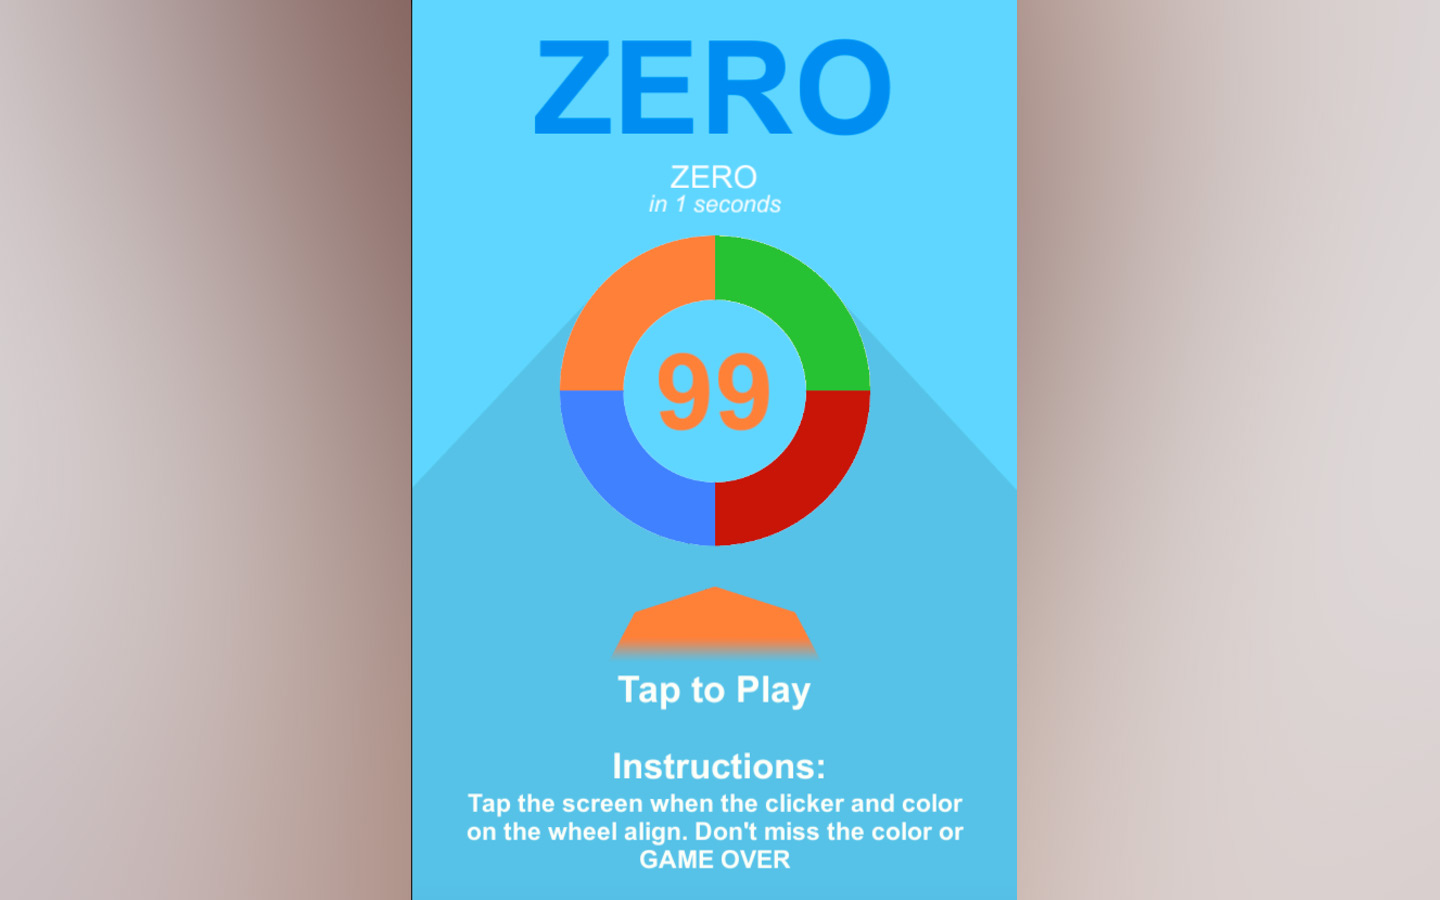 ZERO
ZERO
in 1 seconds
99
Tap to Play
Instructions:
Tap the screen when the clicker and color
on the wheel align. Don't miss the color or
GAME OVER